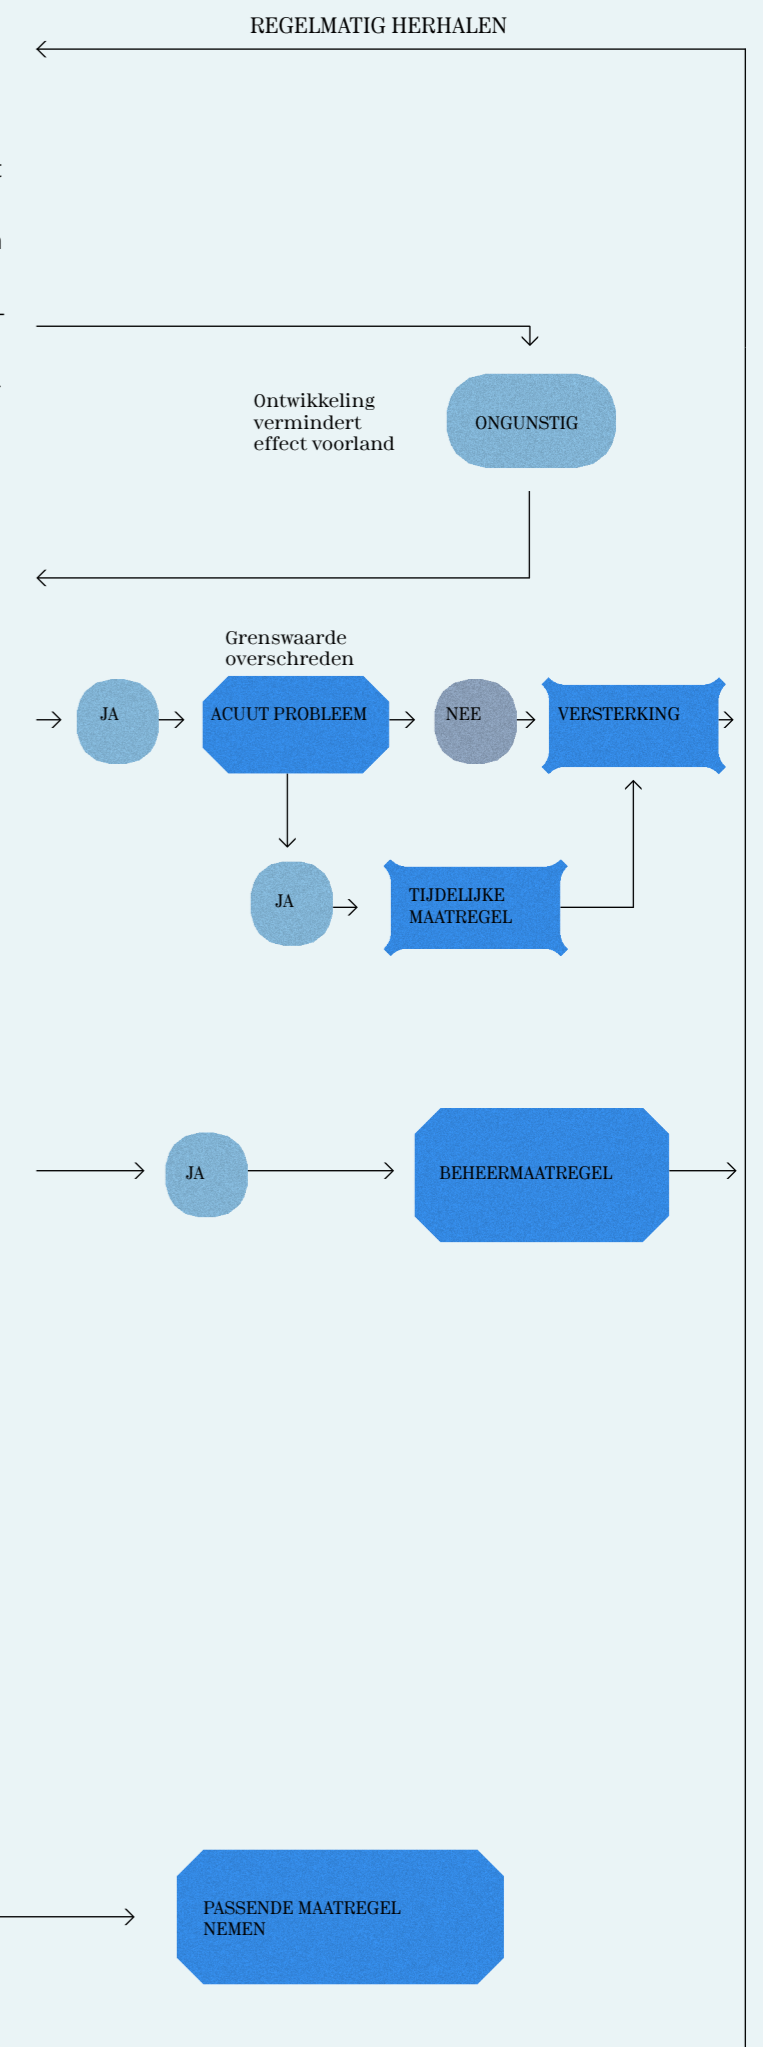 REGELMATIG HERHALEN
Ontwikkeling
vermindert
effect voorland
ONGUNSTIG
Grenswaarde
overschreden
JA
ACUUT PROBLEEM
NEE
VERSTERKING
JA
TIJDELIJKE
MAATREGEL
JA
BEHEERMAATREGEL
PASSENDE MAATREGEL
NEMEN